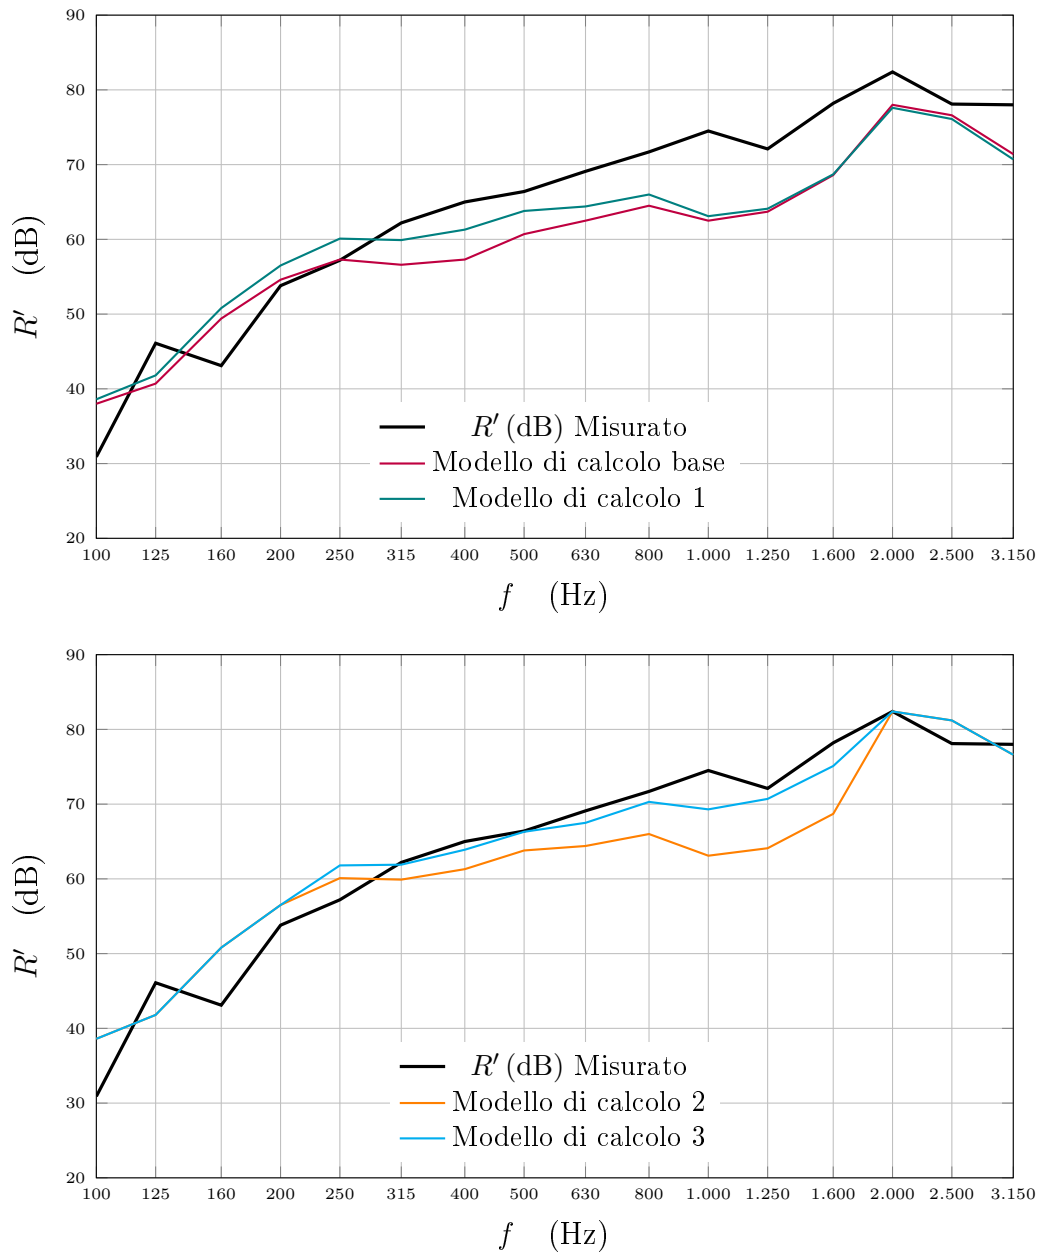 90
80
70
60
50
40
30
20
R′ (dB)
R′ (dB) Misurato
Modello di calcolo base
Modello di calcolo 1
100 125 160 200 250 315 400 500 630 800 1.000 1.250 1.600 2.000 2.500 3.150
f (Hz)
90
80
70
60
50
40
30
20
R′ (dB)
R′ (dB) Misurato
Modello di calcolo 2
Modello di calcolo 3
100 125 160 200 250 315 400 500 630 800 1.000 1.250 1.600 2.000 2.500 3.150
f (Hz)